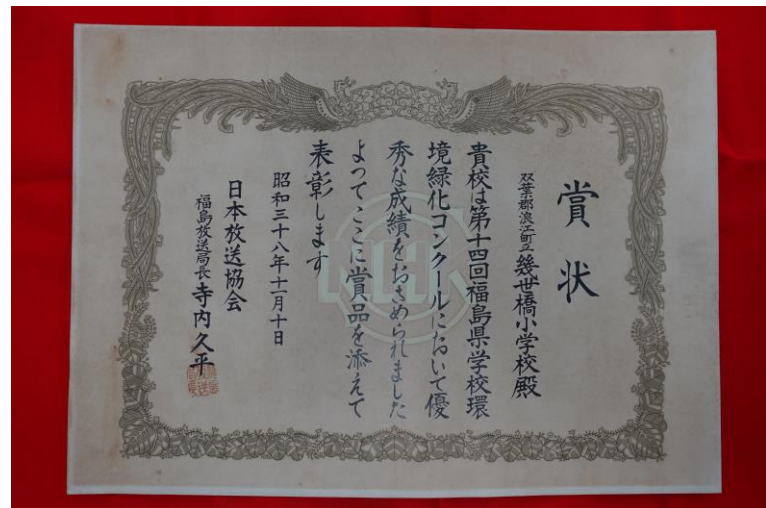 賞状
双葉郡浪江町立幾世橋小学校殿
貴校は第十四回福島県学校環
境緑化コンクールにおいて優
秀な成績をおさめられました
よってここに賞品を添えて
表彰します
昭和三十八年十一月十日
日本放送協会
福島放送局長寺内久平
NHK